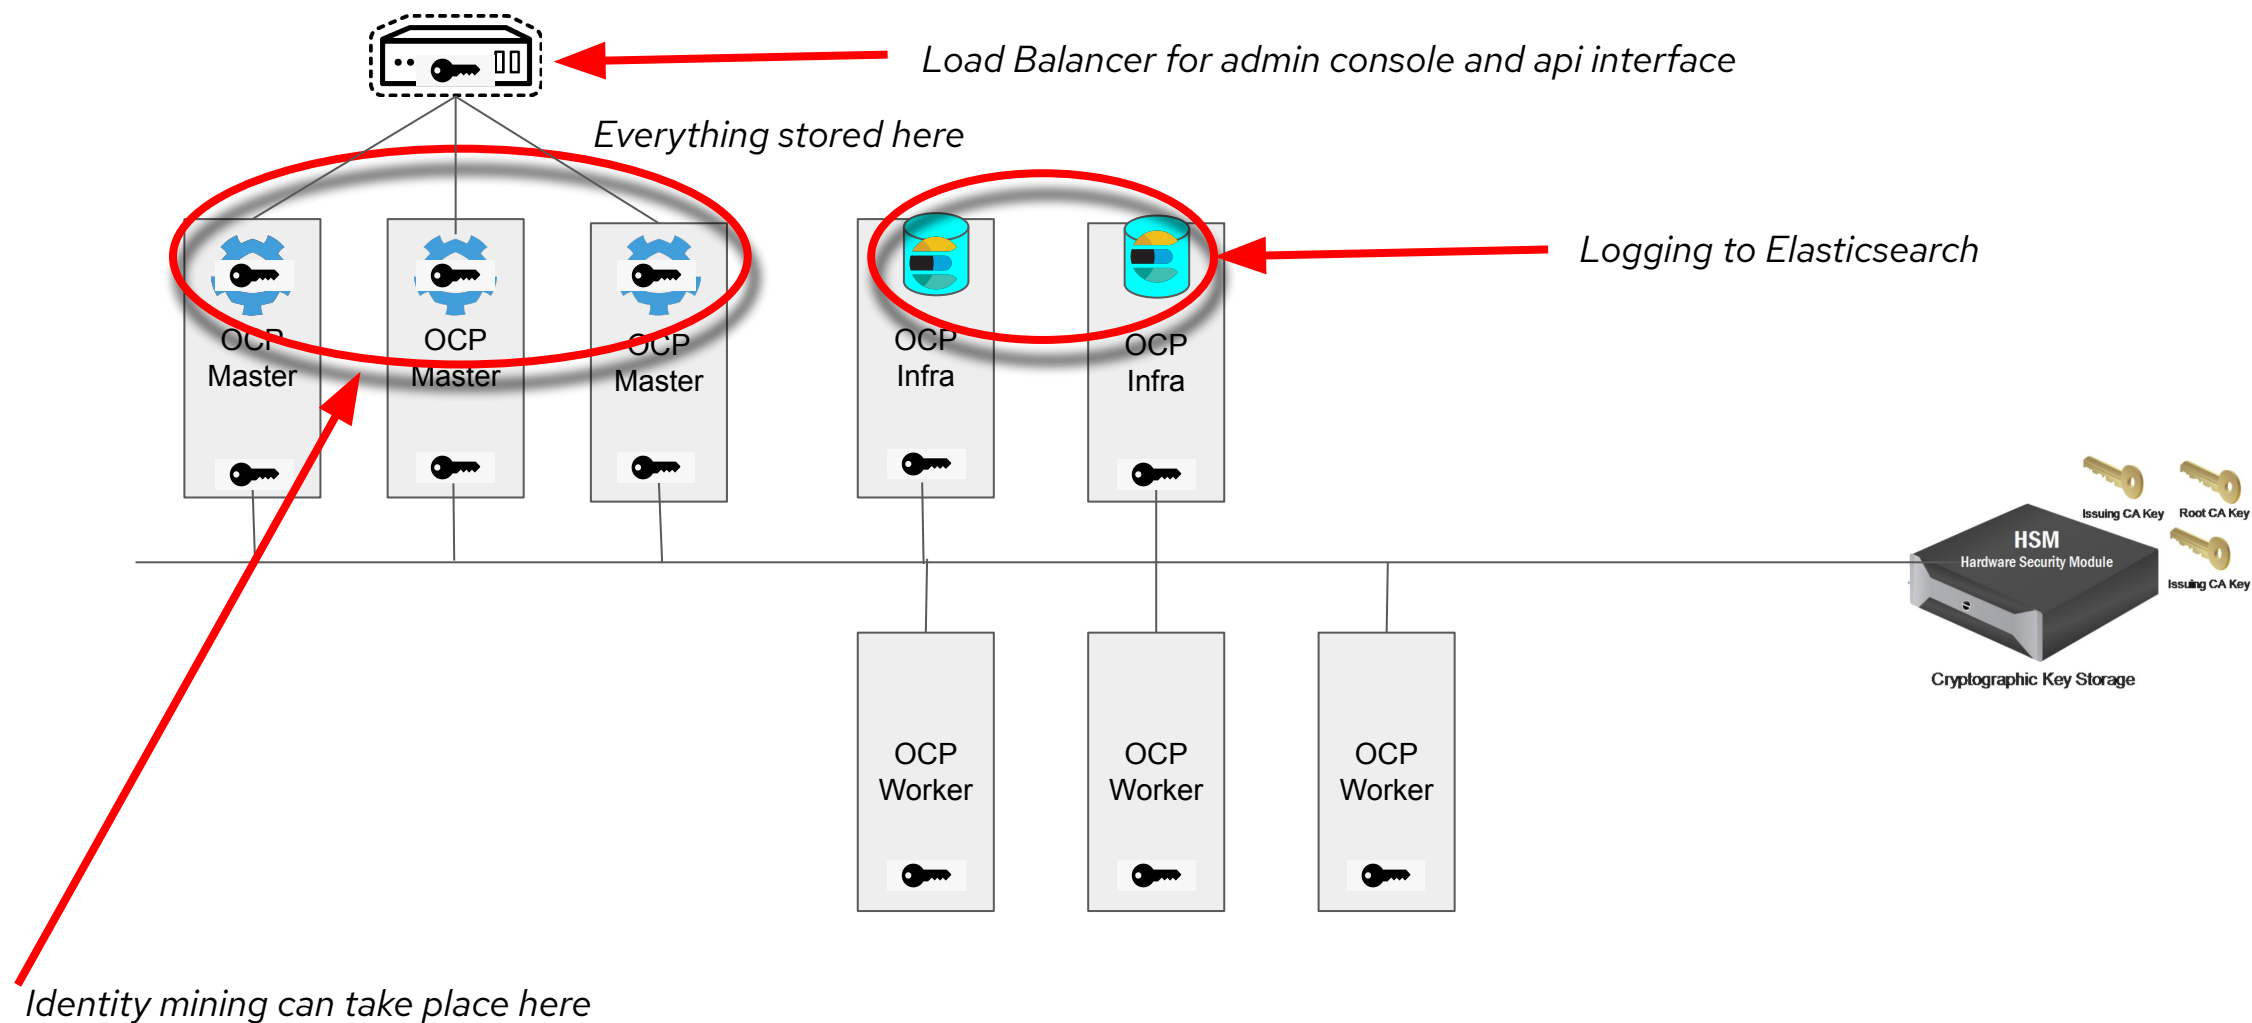 Load Balancer for admin console and api interface
Everything stored here
Logging to Elasticsearch
OCP
Master
OCP
Master
OCP
Master
OCP
Infra
OCP
Infra
Issuing CA Key
Root CA Key
HSM
Hardware Security Module
Issuing CA Key
Cryptographic Key Storage
OCP
Worker
OCP
Worker
OCP
Worker
Identity mining can take place here